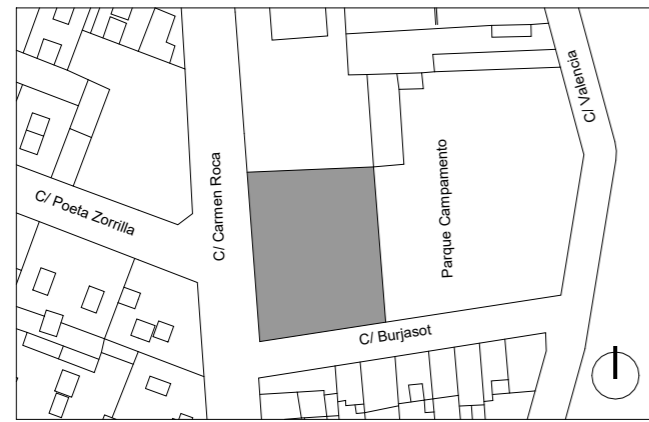 C/ Valencia
C/ Carmen Roca
Parque Campamento
C/ Poeta Zorrilla
C/ Burjasot